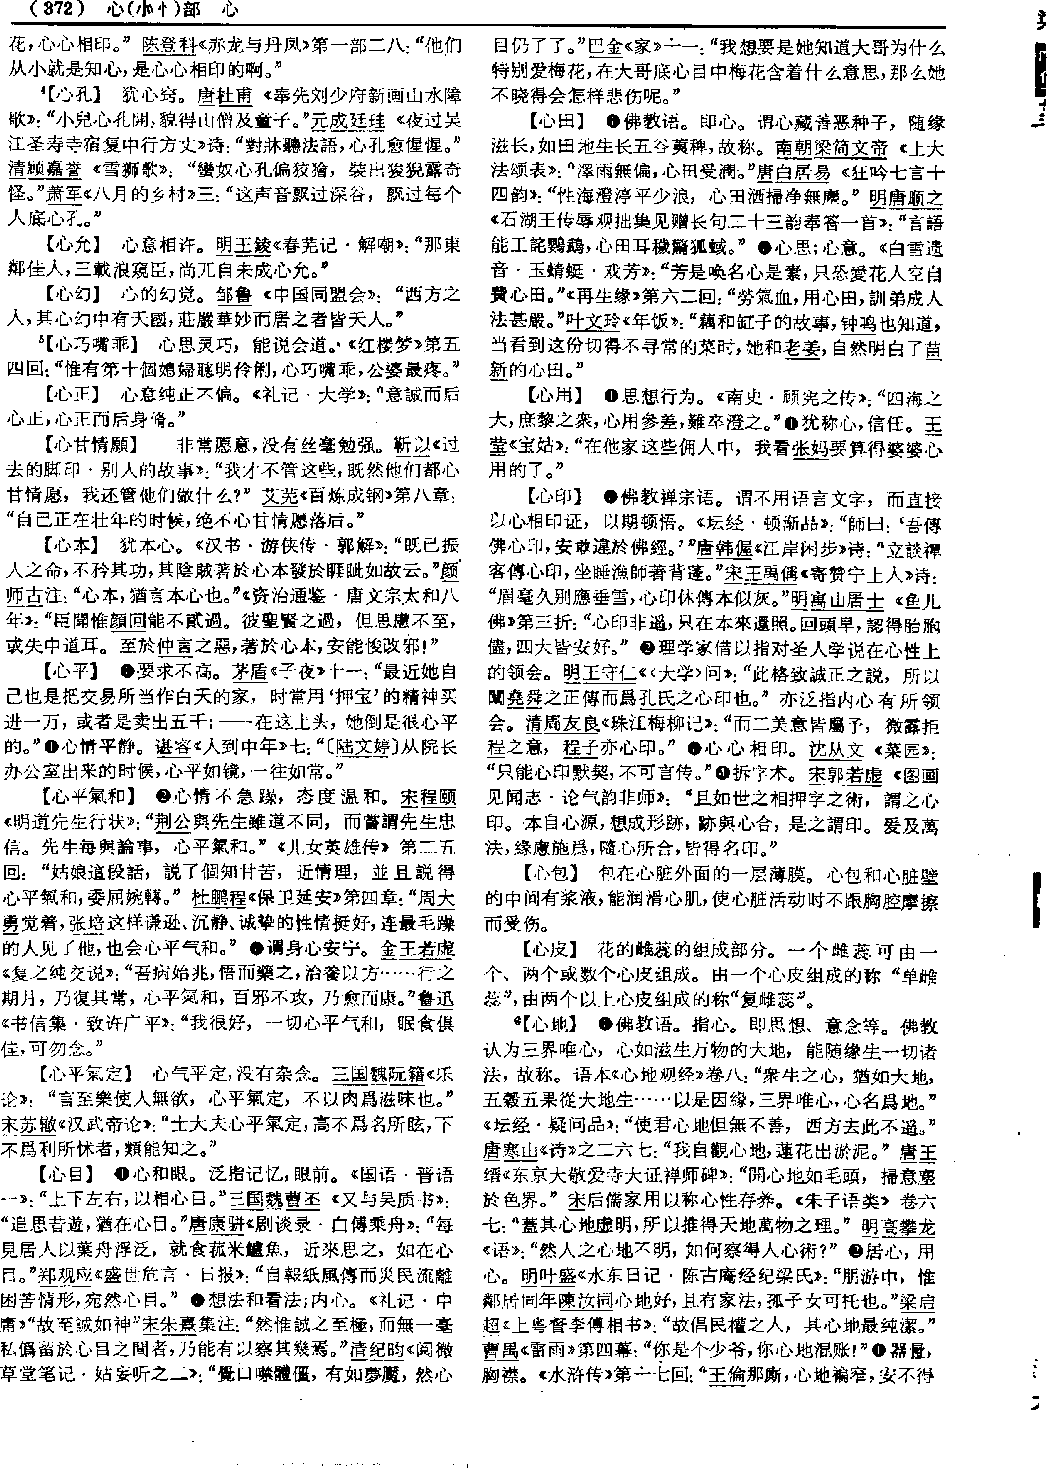 (372) 心(小忄)部 心
花,心心相印。”陈登科《赤龙与丹凤》第一部二八:“他们
从小就是知心,是心心相印的啊。”
【心孔】 犹心窍。唐杜甫《奉先刘少府新画山水障
歌》:“小兒心孔開,貌得山僧及童子。”元成廷珪《夜过吴
江圣寿寺宿复中行方丈》诗:“對牀聽法語,心孔愈惺惺。”
清顾嘉誉《雪狮歌》:“蠻奴心孔偏狡獪,裝出狻猊露奇
怪。”萧军《八月的乡村》三:“这声音飘过深谷,飘过每个
人底心孔。”
【心允】 心意相许。明王錂《春芜记·解嘲》:“那東
鄰佳人,三載浪窺臣,尚兀自未成心允。”
【心幻】 心的幻觉。邹鲁《中国同盟会》:“西方之
人,其心幻中有天國,莊嚴華妙而居之者皆天人。”
【心巧嘴乖】 心思灵巧,能说会道。《红楼梦》第五
四回:“惟有第十個媳婦聰明伶俐,心巧嘴乖,公婆最疼。”
【心正】 心意纯正不偏。《礼记·大学》:“意誠而后
心正,心正而后身脩。”
【心甘情願】 非常愿意,没有丝毫勉强。靳以《过
去的脚印·别人的故事》:“我才不管这些,既然他们都心
甘情愿,我还管他们做什么?”艾芜《百炼成钢》第八章:
“自己正在壮年的时候,绝不心甘情愿落后。”
【心本】 犹本心。《汉书·游侠传·郭解》:“既已振
人之命,不矜其功,其陰賊著於心本發於睚眦如故云。”颜
师古注:“心本,猶言本心也。”《资治通鉴·唐文宗太和八
年》:“臣聞惟顔回能不貳過。彼聖賢之過,但思慮不至,
或失中道耳。至於仲言之惡,著於心本,安能悛改邪!”
【心平】 ❶要求不高。茅盾《子夜》十一:“最近她自
己也是把交易所当作白天的家,时常用‘押宝’的精神买
进一万,或者是卖出五千;——在这上头,她倒是很心平
的。”❷心情平静。谌容《人到中年》七:“〔陆文婷〕从院长
办公室出来的时候,心平如镜,一往如常。”
【心平氣和】 ❶心情不急躁,态度温和。宋程颐
《明道先生行状》:“荆公與先生雖道不同,而嘗謂先生忠
信。先生每與論事,心平氣和。”《儿女英雄传》第二五
回:“姑娘這段話,説了個知甘苦,近情理,並且説得
心平氣和,委屈婉轉。”杜鹏程《保卫延安》第四章:“周大
勇觉着,张培这样谦逊、沉静、诚挚的性情挺好,连最毛躁
的人见了他,也会心平气和。”❷谓身心安宁。金王若虚
《复之纯交说》:“吾病始兆,悟而藥之,治養以方……行之
期月,乃復其常,心平氣和,百邪不攻,乃愈而康。”鲁迅
《书信集·致许广平》:“我很好,一切心平气和,眠食俱
佳,可勿念。”
【心平氣定】 心气平定,没有杂念。三国魏阮籍《乐
论》:“言至樂使人無欲,心平氣定,不以肉爲滋味也。”
宋苏辙《汉武帝论》:“士大夫心平氣定,高不爲名所眩,下
不爲利所怵者,類能知之。”
【心目】 ❶心和眼。泛指记忆,眼前。《国语·晋语
一》:“上下左右,以相心目。”三国魏曹丕《又与吴质书》:
“追思昔遊,猶在心目。”唐康骈《剧谈录·白傅乘舟》:“每
見居人以葉舟浮泛,就食菰米鱸魚,近來思之,如在心
目。”郑观应《盛世危言·日报》:“自報紙風傳而災民流離
困苦情形,宛然心目。”❷想法和看法;内心。《礼记·中
庸》“故至誠如神”宋朱熹集注:“然惟誠之至極,而無一毫
私僞留於心目之間者,乃能有以察其幾焉。”清纪昀《阅微
草堂笔记·姑妄听之二》:“覺口噤體僵,有如夢魘,然心
目仍了了。”巴金《家》十一:“我想要是她知道大哥为什么
特别爱梅花,在大哥底心目中梅花含着什么意思,那么她
不晓得会怎样悲伤呢。”
【心田】 ❶佛教语。即心。谓心藏善恶种子,随缘
滋长,如田地生长五谷荑稗,故称。南朝梁简文帝《上大
法颂表》:“澤雨無偏,心田受潤。”唐白居易《狂吟七言十
四韵》:“性海澄渟平少浪,心田洒掃净無塵。”明唐顺之
《石湖王传辱观拙集见赠长句二十三韵奉答一首》:“言語
能工詫鸚鵡,心田耳穢篇狐蜮。”❷心思;心意。《白雪遗
音·玉蜻蜓·戏芳》:“芳是唤名心是素,只恐愛花人空自
費心田。”《再生缘》第六二回:“勞氣血,用心田,訓弟成人
法甚嚴。”叶文玲《年饭》:“藕和缸子的故事,钟鸣也知道,
当看到这份切得不寻常的菜时,她和老姜,自然明白了苗
新的心田。”
【心用】 ❶思想行为。《南史·顾宪之传》:“四海之
大,庶黎之衆,心用參差,難卒澄之。”❷犹称心,信任。王
莹《宝姑》:“在他家这些佣人中,我看张妈要算得婆婆心
用的了。”
【心印】 ❶佛教禅宗语。谓不用语言文字,而直接
以心相印证,以期顿悟。《坛经·顿渐品》:“師曰:‘吾傳
佛心印,安敢違於佛經。’”唐韩偓《江岸闲步》诗:“立談禪
客傳心印,坐睡漁師著背蓬。”宋王禹偁《寄赞宁上人》诗:
“眉毫久别應垂雪,心印休傳本似灰。”明寓山居士《鱼儿
佛》第三折:“心印非遥,只在本來還照。回頭早,認得胎胞
儘,四大皆安好。”❷理学家借以指对圣人学说在心性上
的领会。明王守仁《〈大学〉问》:“此格致誠正之説,所以
闡堯舜之正傳而爲孔氏之心印也。”亦泛指内心有所领
会。清周友良《珠江梅柳记》:“而二美意皆屬予,微露拒
程之意,程子亦心印。”❸心心相印。沈从文《菜园》:
“只能心印默契,不可言传。”❹拆字术。宋郭若虚《图画
见闻志·论气韵非师》:“且如世之相押字之術,謂之心
印。本自心源,想成形跡,跡與心合,是之謂印。爰及萬
法,緣慮施爲,隨心所合,皆得名印。”
【心包】 包在心脏外面的一层薄膜。心包和心脏壁
的中间有浆液,能润滑心肌,使心脏活动时不跟胸腔摩擦
而受伤。
【心皮】 花的雌蕊的组成部分。一个雌蕊可由一
个、两个或数个心皮组成。由一个心皮组成的称“单雌
蕊”,由两个以上心皮组成的称“复雌蕊”。
【心地】 ❶佛教语。指心。即思想、意念等。佛教
认为三界唯心,心如滋生万物的大地,能随缘生一切诸
法,故称。语本《心地观经》卷八:“衆生之心,猶如大地,
五穀五果從大地生……以是因缘,三界唯心,心名爲地。”
《坛经·疑问品》:“使君心地但無不善,西方去此不遥。”
唐寒山《诗》之二六七:“我自觀心地,蓮花出淤泥。”唐王
缙《东京大敬爱寺大证禅师碑》:“開心地如毛頭,掃意塵
於色界。”宋后儒家用以称心性存养。《朱子语类》卷六
七:“蓋其心地虚明,所以推得天地萬物之理。”明高攀龙
《语》:“然人之心地不明,如何察得人心術?”❷居心,用
心。明叶盛《水东日记·陈古庵经纪梁氏》:“朋游中,惟
鄰居同年陳汝同心地好,且有家法,孤子女可托也。”梁启
超《上粤督李傅相书》:“故倡民權之人,其心地最纯潔。”
曹禺《雷雨》第四幕:“你是个少爷,你心地混账!”❸器量,
胸襟。《水浒传》第十七回:“王倫那廝,心地褊窄,安不得